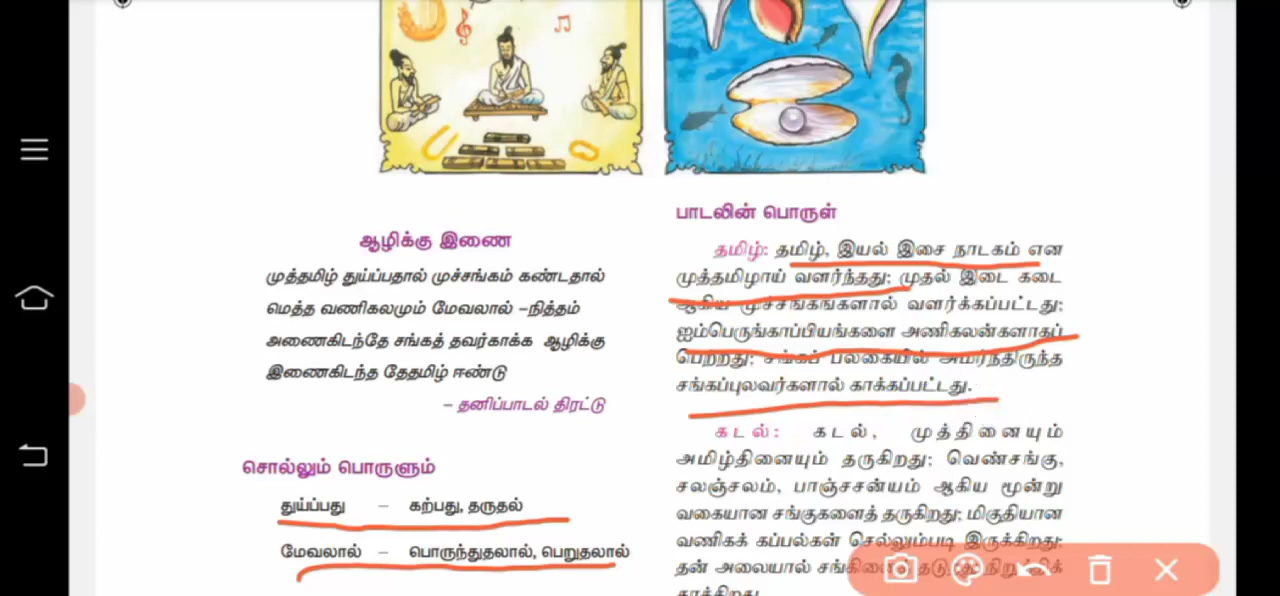 ஆழிக்கு இணை
முத்தமிழ் துய்ப்பதால் முச்சங்கம் கண்டதால்
மெத்த வணிகலமும் மேவலால் –நித்தம்
அணைகிடந்தே சங்கத் தவர்காக்க ஆழிக்கு
இணைகிடந்த தேதமிழ் ஈண்டு
– தனிப்பாடல் திரட்டு
சொல்லும் பொருளும்
துய்ப்பது – கற்பது, தருதல்
மேவலால் – பொருந்துதலால், பெறுதலால்
பாடலின் பொருள்
தமிழ்: தமிழ், இயல் இசை நாடகம் என
முத்தமிழாய் வளர்ந்தது; முதல் இடை கடை
ஆகிய முச்சங்கங்களால் வளர்க்கப்பட்டது;
ஐம்பெருங்காப்பியங்களை அணிகலன்களாகப்
பெற்றது; சங்கப் பலகையில் அமர்ந்திருந்த
சங்கப்புலவர்களால் காக்கப்பட்டது.
கடல்: கடல், முத்தினையும்
அமிழ்தினையும் தருகிறது; வெண்சங்கு,
சலஞ்சலம், பாஞ்சசன்யம் ஆகிய மூன்று
வகையான சங்குகளைத் தருகிறது; மிகுதியான
வணிகக் கப்பல்கள் செல்லும்படி இருக்கிறது;
தன் அலையால்